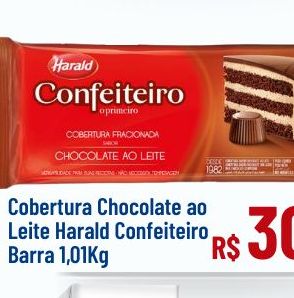 Harald
Confeiteiro
o primeiro
COBERTURA FRACIONADA
SABOR
CHOCOLATE AO LEITE
DESDE
1982
Cobertura Chocolate ao
Leite Harald Confeiteiro
Barra 1,01Kg
R$ 30